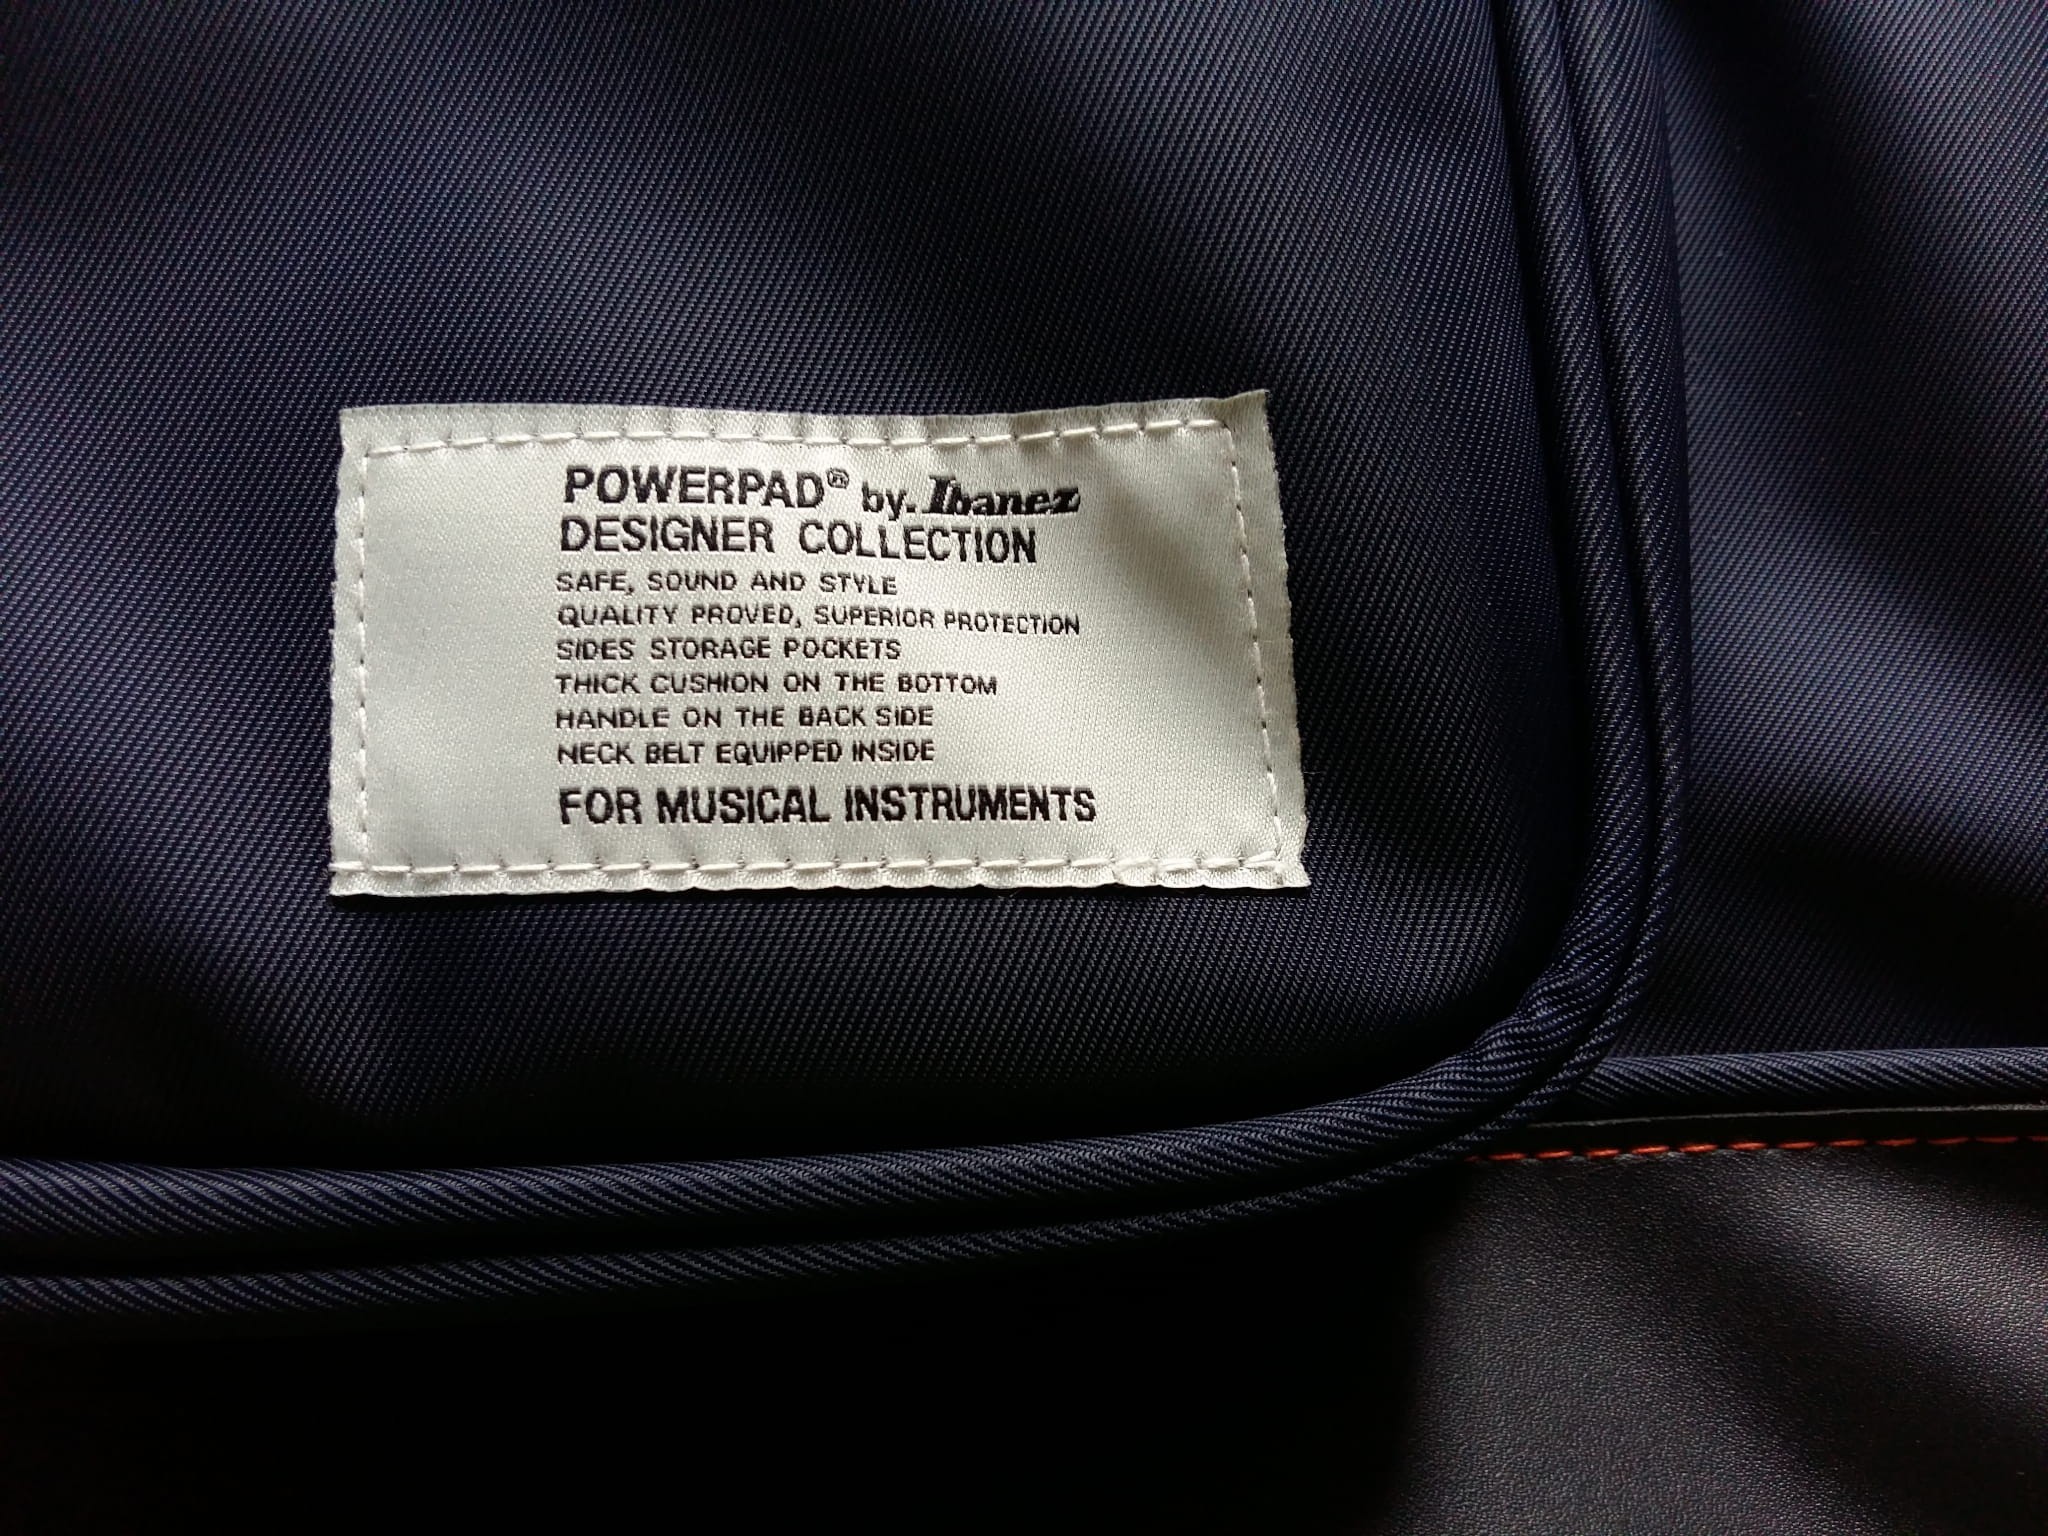 POWERPAD® by. Ibanez
DESIGNER COLLECTION
SAFE, SOUND AND STYLE
QUALITY PROVED, SUPERIOR PROTECTION
SIDES STORAGE POCKETS
THICK CUSHION ON THE BOTTOM
HANDLE ON THE BACK SIDE
NECK BELT EQUIPPED INSIDE
FOR MUSICAL INSTRUMENTS